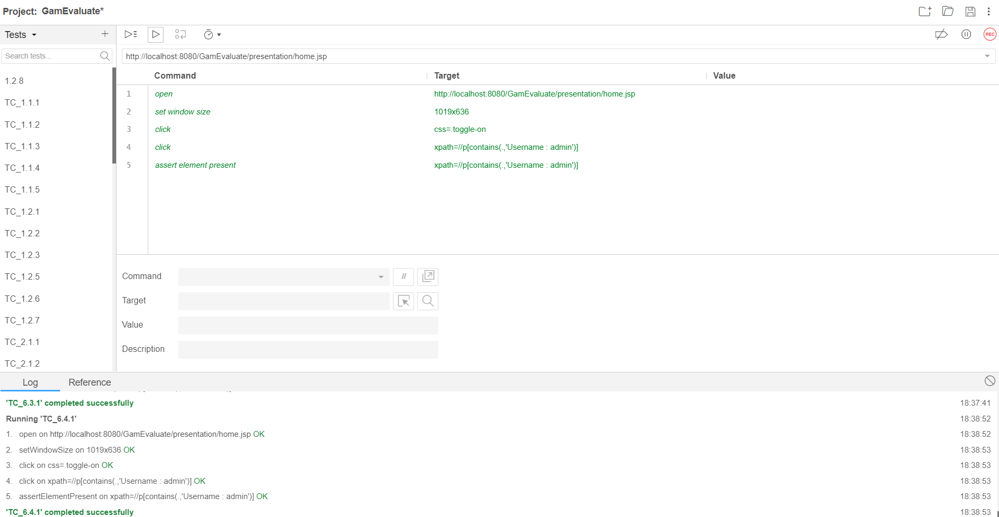 Project: GamEvaluate*
Tests
Search tests...
1.2.8
TC_1.1.1
TC_1.1.2
TC_1.1.3
TC_1.1.4
TC_1.1.5
TC_1.2.1
TC_1.2.2
TC_1.2.3
TC_1.2.5
TC_1.2.6
TC_1.2.7
TC_2.1.1
TC_2.1.2
REC
http://localhost:8080/GamEvaluate/presentation/home.jsp
Command Target Value
1 open http://localhost:8080/GamEvaluate/presentation/home.jsp
2 set window size 1019x636
3 click css=.toggle-on
4 click xpath=//p[contains(.,'Username : admin')]
5 assert element present xpath=//p[contains(.,'Username : admin')]
Command //
Target
Value
Description
Log Reference
'TC_6.3.1' completed successfully 18:37:41
Running 'TC_6.4.1' 18:38:52
1. open on http://localhost:8080/GamEvaluate/presentation/home.jsp OK 18:38:52
2. setWindowSize on 1019x636 OK 18:38:53
3. click on css=.toggle-on OK 18:38:53
4. click on xpath=//p[contains(.,'Username : admin')] OK 18:38:53
5. assertElementPresent on xpath=//p[contains(.,'Username : admin')] OK 18:38:53
'TC_6.4.1' completed successfully 18:38:53